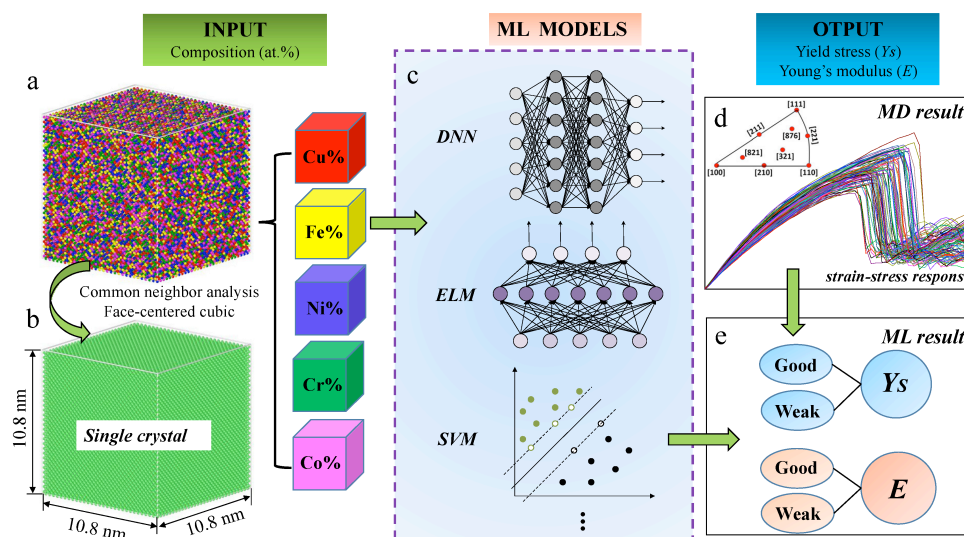 INPUT
Composition (at.%)
ML MODELS
OTPUT
Yield stress (Ys)
Young's modulus (E)
a
Cu%
Fe%
Ni%
Cr%
Co%
Common neighbor analysis
Face-centered cubic
b
Single crystal
10.8 nm
10.8 nm
10.8 nm
c
DNN
ELM
SVM
d
MD result
[111]
[211]
[221]
[876]
[821]
[321]
[100]
[210]
[110]
strain-stress respons
e
ML result
Good
Weak
Ys
Good
Weak
E